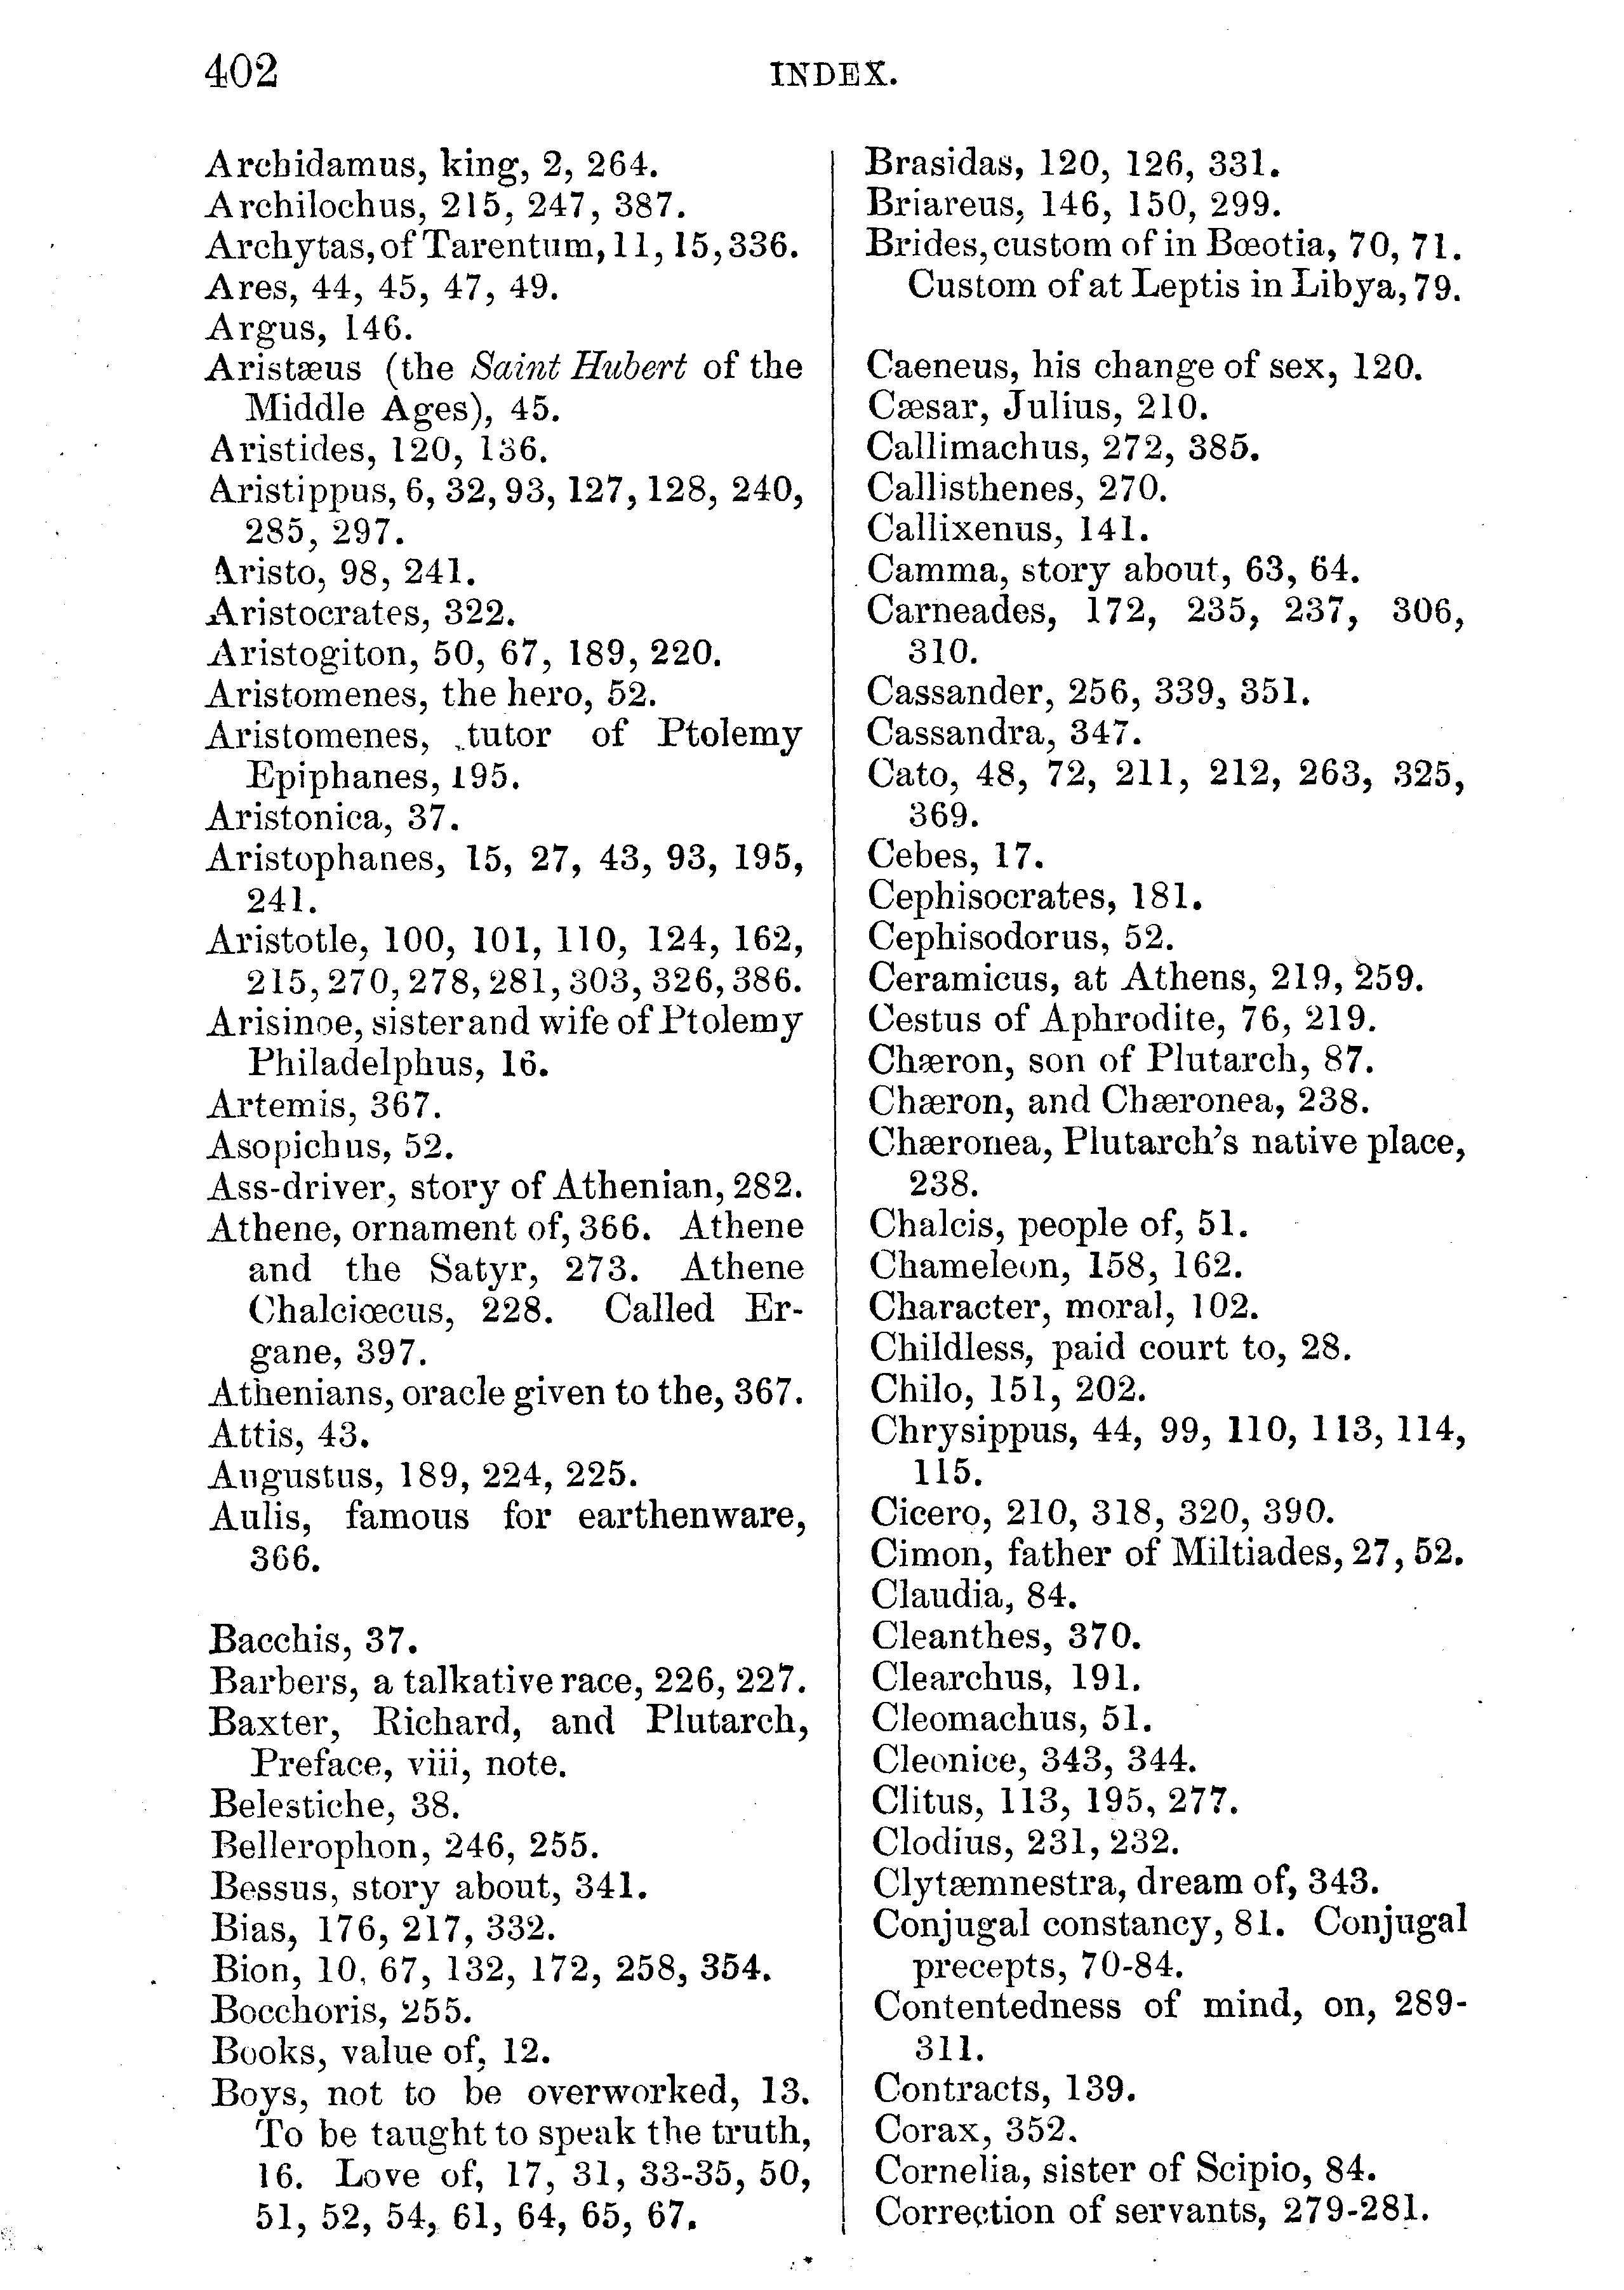 402
INDEX.
Archidamus, king, 2, 264.
Archilochus, 215, 247, 387.
Archytas, of Tarentum, 11, 15, 336.
Ares, 44, 45, 47, 49.
Argus, 146.
Aristæus (the Saint Hubert of the
Middle Ages), 45.
Aristides, 120, 136.
Aristippus, 6, 32, 93, 127, 128, 240,
285, 297.
Aristo, 98, 241.
Aristocrates, 322.
Aristogiton, 50, 67, 189, 220.
Aristomenes, the hero, 52.
Aristomenes, tutor of Ptolemy
Epiphanes, 195.
Aristonica, 37.
Aristophanes, 15, 27, 43, 93, 195,
241.
Aristotle, 100, 101, 110, 124, 162,
215, 270, 278, 281, 303, 326, 386.
Arisinoe, sister and wife of Ptolemy
Philadelphus, 16.
Artemis, 367.
Asopichus, 52.
Ass-driver, story of Athenian, 282.
Athene, ornament of, 366. Athene
and the Satyr, 273. Athene
Chalciœcus, 228. Called Er-
gane, 397.
Athenians, oracle given to the, 367.
Attis, 43.
Augustus, 189, 224, 225.
Aulis, famous for earthenware,
366.
Bacchis, 37.
Barbers, a talkative race, 226, 227.
Baxter, Richard, and Plutarch,
Preface, viii, note.
Belestiche, 38.
Bellerophon, 246, 255.
Bessus, story about, 341.
Bias, 176, 217, 332.
Bion, 10, 67, 132, 172, 258, 354.
Bocchoris, 255.
Books, value of, 12.
Boys, not to be overworked, 13.
To be taught to speak the truth,
16. Love of, 17, 31, 33-35, 50,
51, 52, 54, 61, 64, 65, 67.
Brasidas, 120, 126, 331.
Briareus, 146, 150, 299.
Brides, custom of in Bœotia, 70, 71.
Custom of at Leptis in Libya, 79.
Caeneus, his change of sex, 120.
Cæsar, Julius, 210.
Callimachus, 272, 385.
Callisthenes, 270.
Callixenus, 141.
Camma, story about, 63, 64.
Carneades, 172, 235, 237, 306,
310.
Cassander, 256, 339, 351.
Cassandra, 347.
Cato, 48, 72, 211, 212, 263, 325,
369.
Cebes, 17.
Cephisocrates, 181.
Cephisodorus, 52.
Ceramicus, at Athens, 219, 259.
Cestus of Aphrodite, 76, 219.
Chæron, son of Plutarch, 87.
Chæron, and Chæronea, 238.
Chæronea, Plutarch's native place,
238.
Chalcis, people of, 51.
Chameleon, 158, 162.
Character, moral, 102.
Childless, paid court to, 28.
Chilo, 151, 202.
Chrysippus, 44, 99, 110, 113, 114,
115.
Cicero, 210, 318, 320, 390.
Cimon, father of Miltiades, 27, 52.
Claudia, 84.
Cleanthes, 370.
Clearchus, 191.
Cleomachus, 51.
Cleonice, 343, 344.
Clitus, 113, 195, 277.
Clodius, 231, 232.
Clytæmnestra, dream of, 343.
Conjugal constancy, 81. Conjugal
precepts, 70-84.
Contentedness of mind, on, 289-
311.
Contracts, 139.
Corax, 352.
Cornelia, sister of Scipio, 84.
Correction of servants, 279-281.